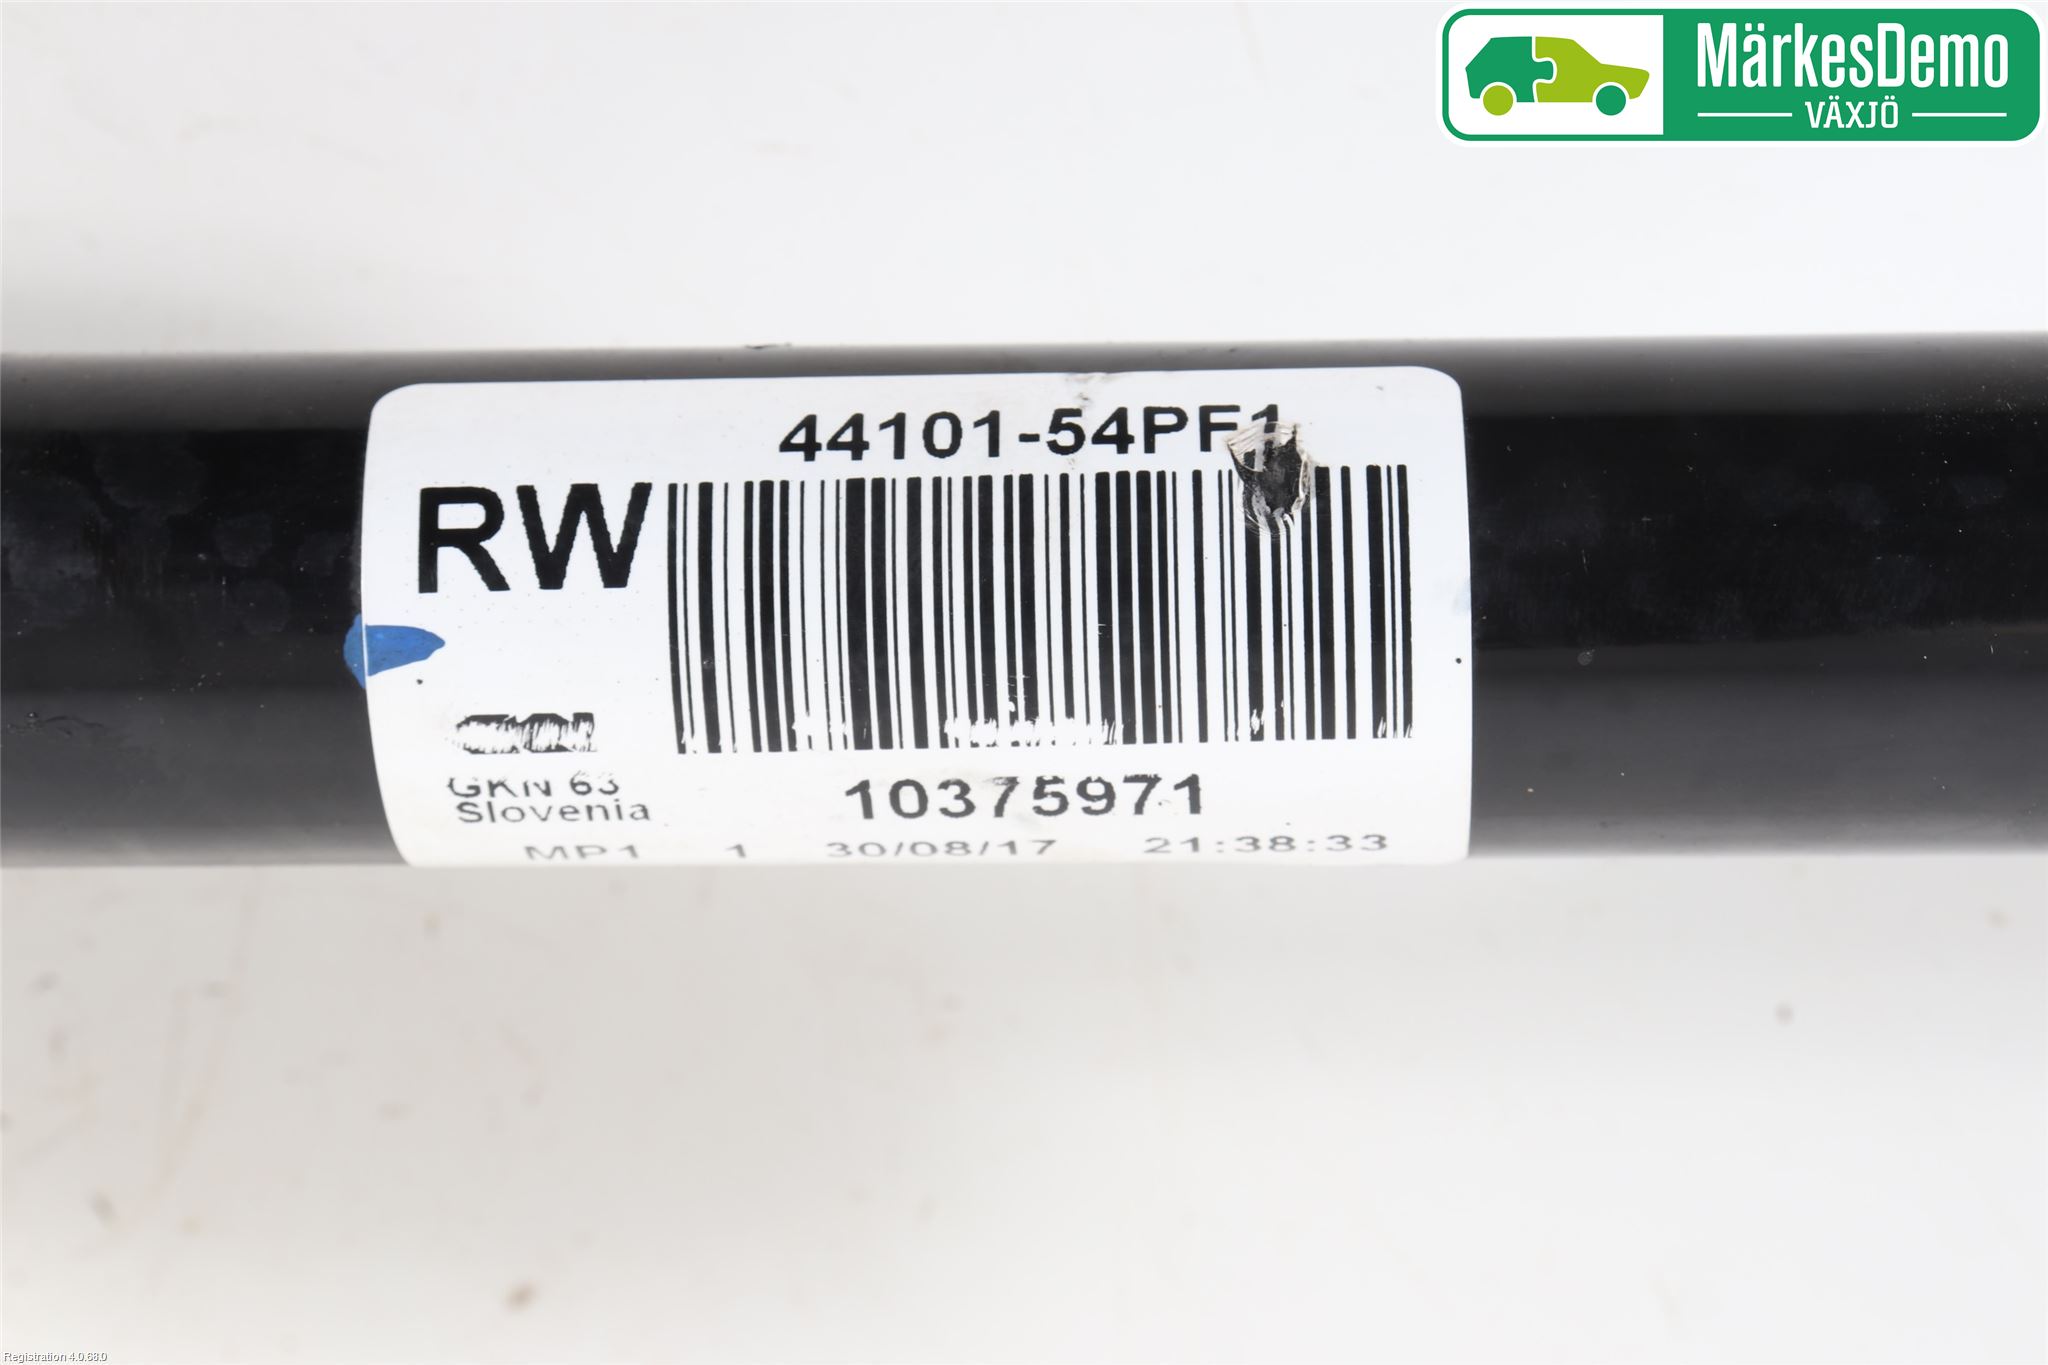 MärkesDemo
VÄXJÖ
44101-54PF1
RW
GKN
GKN 63
Slovenia
10375971
MP1 1 30/08/17 21:38:33
Registration 4.0.68.0